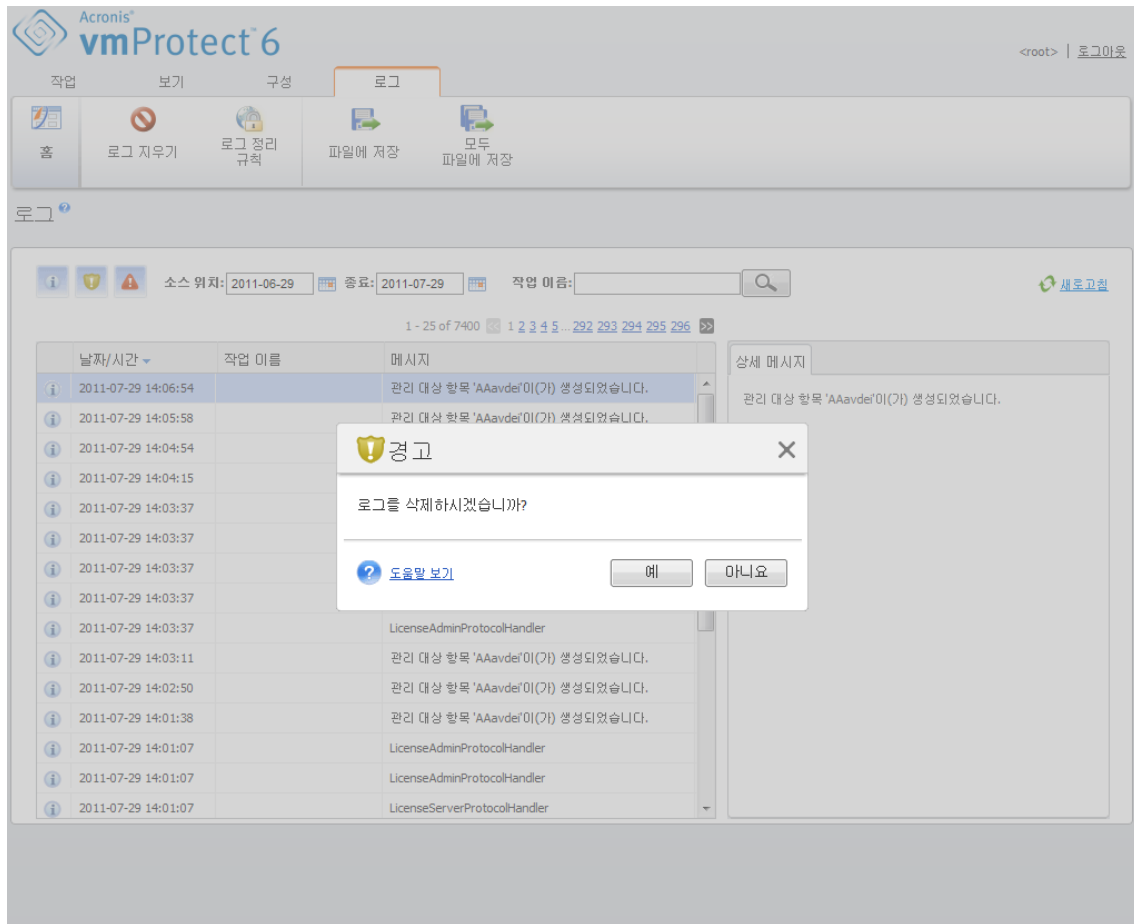 Acronis®
vmProtect™ 6
<root> | 로그아웃
작업 보기 구성 로그
홈 로그 지우기 로그 정리 규칙 파일에 저장 모두 파일에 저장
로그
소스 위치: 2011-06-29 종료: 2011-07-29 작업 이름: 새로고침
1 - 25 of 7400 1 2 3 4 5 ... 292 293 294 295 296
날짜/시간 작업 이름 메시지 상세 메시지
2011-07-29 14:06:54 관리 대상 항목 'AAavdei'이(가) 생성되었습니다.
관리 대상 항목 'AAavdei'이(가) 생성되었습니다.
2011-07-29 14:05:58 관리 대상 항목 'AAavdei'이(가) 생성되었습니다.
2011-07-29 14:04:54
2011-07-29 14:04:15
2011-07-29 14:03:37
2011-07-29 14:03:37
2011-07-29 14:03:37
2011-07-29 14:03:37
2011-07-29 14:03:37 LicenseAdminProtocolHandler
2011-07-29 14:03:11 관리 대상 항목 'AAavdei'이(가) 생성되었습니다.
2011-07-29 14:02:50 관리 대상 항목 'AAavdei'이(가) 생성되었습니다.
2011-07-29 14:01:38 관리 대상 항목 'AAavdei'이(가) 생성되었습니다.
2011-07-29 14:01:07 LicenseAdminProtocolHandler
2011-07-29 14:01:07 LicenseAdminProtocolHandler
2011-07-29 14:01:07 LicenseServerProtocolHandler
경고
로그를 삭제하시겠습니까?
도움말 보기 예 아니요